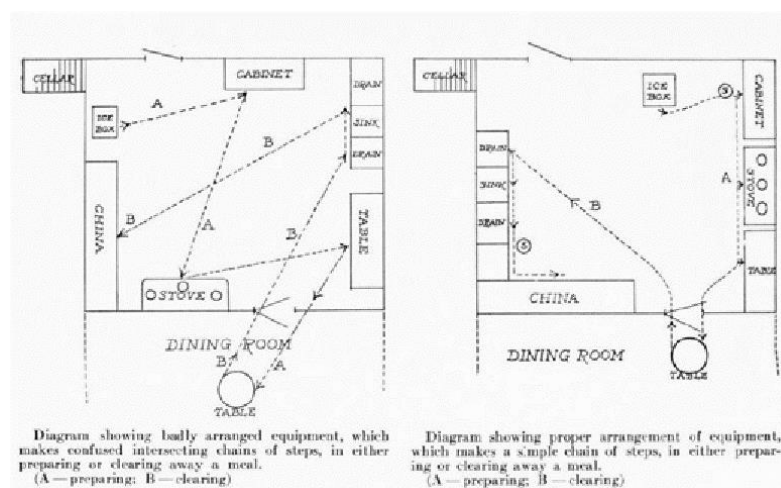 CELLAR
CABINET
DRAIN
ICE
BOX
A
SINK
B
DRAIN
B
CHINA
A
B
TABLE
STOVE
DINING ROOM
B
A
TABLE
Diagram showing badly arranged equipment, which
makes confused intersecting chains of steps, in either
preparing or clearing away a meal.
(A — preparing; B — clearing)
CELLAR
ICE
BOX
CABINET
DRAIN
A
STOVE
SINK
B
DRAIN
TABLE
CHINA
DINING ROOM
TABLE
Diagram showing proper arrangement of equipment,
which makes a simple chain of steps, in either prepar-
ing or clearing away a meal.
(A — preparing; B — clearing)